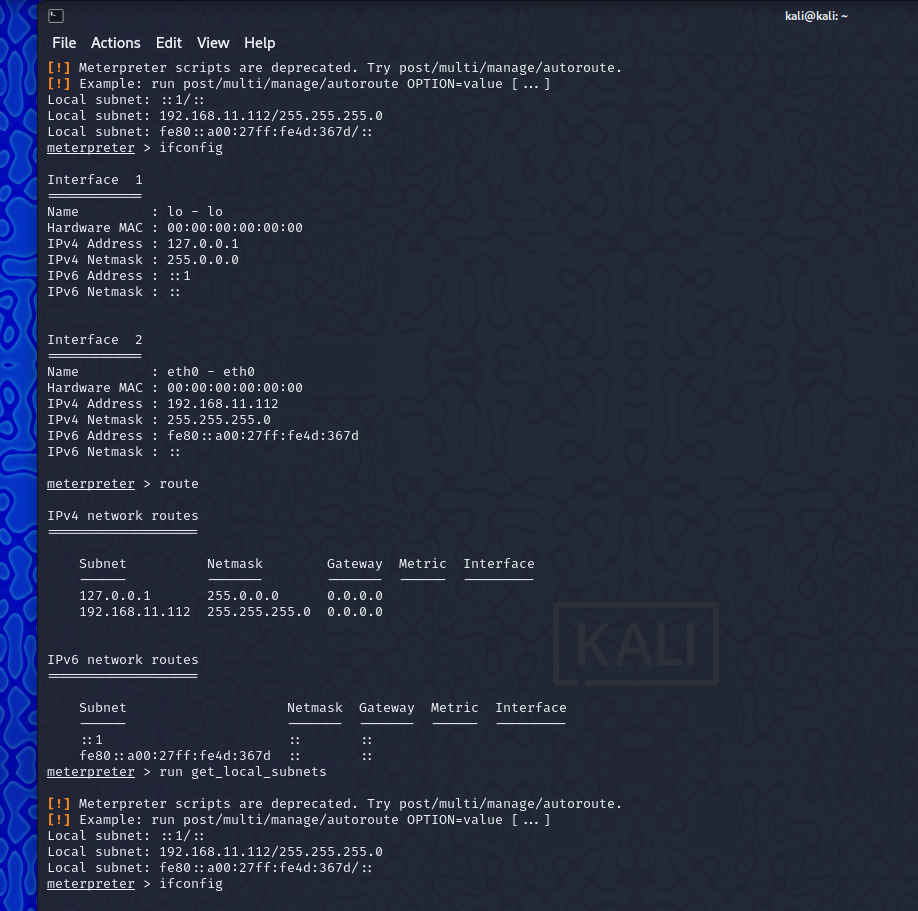 kali@kali: ~
File Actions Edit View Help
[!] Meterpreter scripts are deprecated. Try post/multi/manage/autoroute.
[!] Example: run post/multi/manage/autoroute OPTION=value [...]
Local subnet: ::1/::
Local subnet: 192.168.11.112/255.255.255.0
Local subnet: fe80::a00:27ff:fe4d:367d/::
meterpreter > ifconfig
Interface  1
============
Name         : lo - lo
Hardware MAC : 00:00:00:00:00:00
IPv4 Address : 127.0.0.1
IPv4 Netmask : 255.0.0.0
IPv6 Address : ::1
IPv6 Netmask : ::
Interface  2
============
Name         : eth0 - eth0
Hardware MAC : 00:00:00:00:00:00
IPv4 Address : 192.168.11.112
IPv4 Netmask : 255.255.255.0
IPv6 Address : fe80::a00:27ff:fe4d:367d
IPv6 Netmask : ::
meterpreter > route
IPv4 network routes
===================
    Subnet          Netmask        Gateway  Metric  Interface
    ------          -------        -------  ------  ---------
    127.0.0.1       255.0.0.0      0.0.0.0
    192.168.11.112  255.255.255.0  0.0.0.0
KALI
IPv6 network routes
===================
    Subnet                    Netmask  Gateway  Metric  Interface
    ------                    -------  -------  ------  ---------
    ::1                       ::       ::
    fe80::a00:27ff:fe4d:367d  ::       ::
meterpreter > run get_local_subnets
[!] Meterpreter scripts are deprecated. Try post/multi/manage/autoroute.
[!] Example: run post/multi/manage/autoroute OPTION=value [...]
Local subnet: ::1/::
Local subnet: 192.168.11.112/255.255.255.0
Local subnet: fe80::a00:27ff:fe4d:367d/::
meterpreter > ifconfig